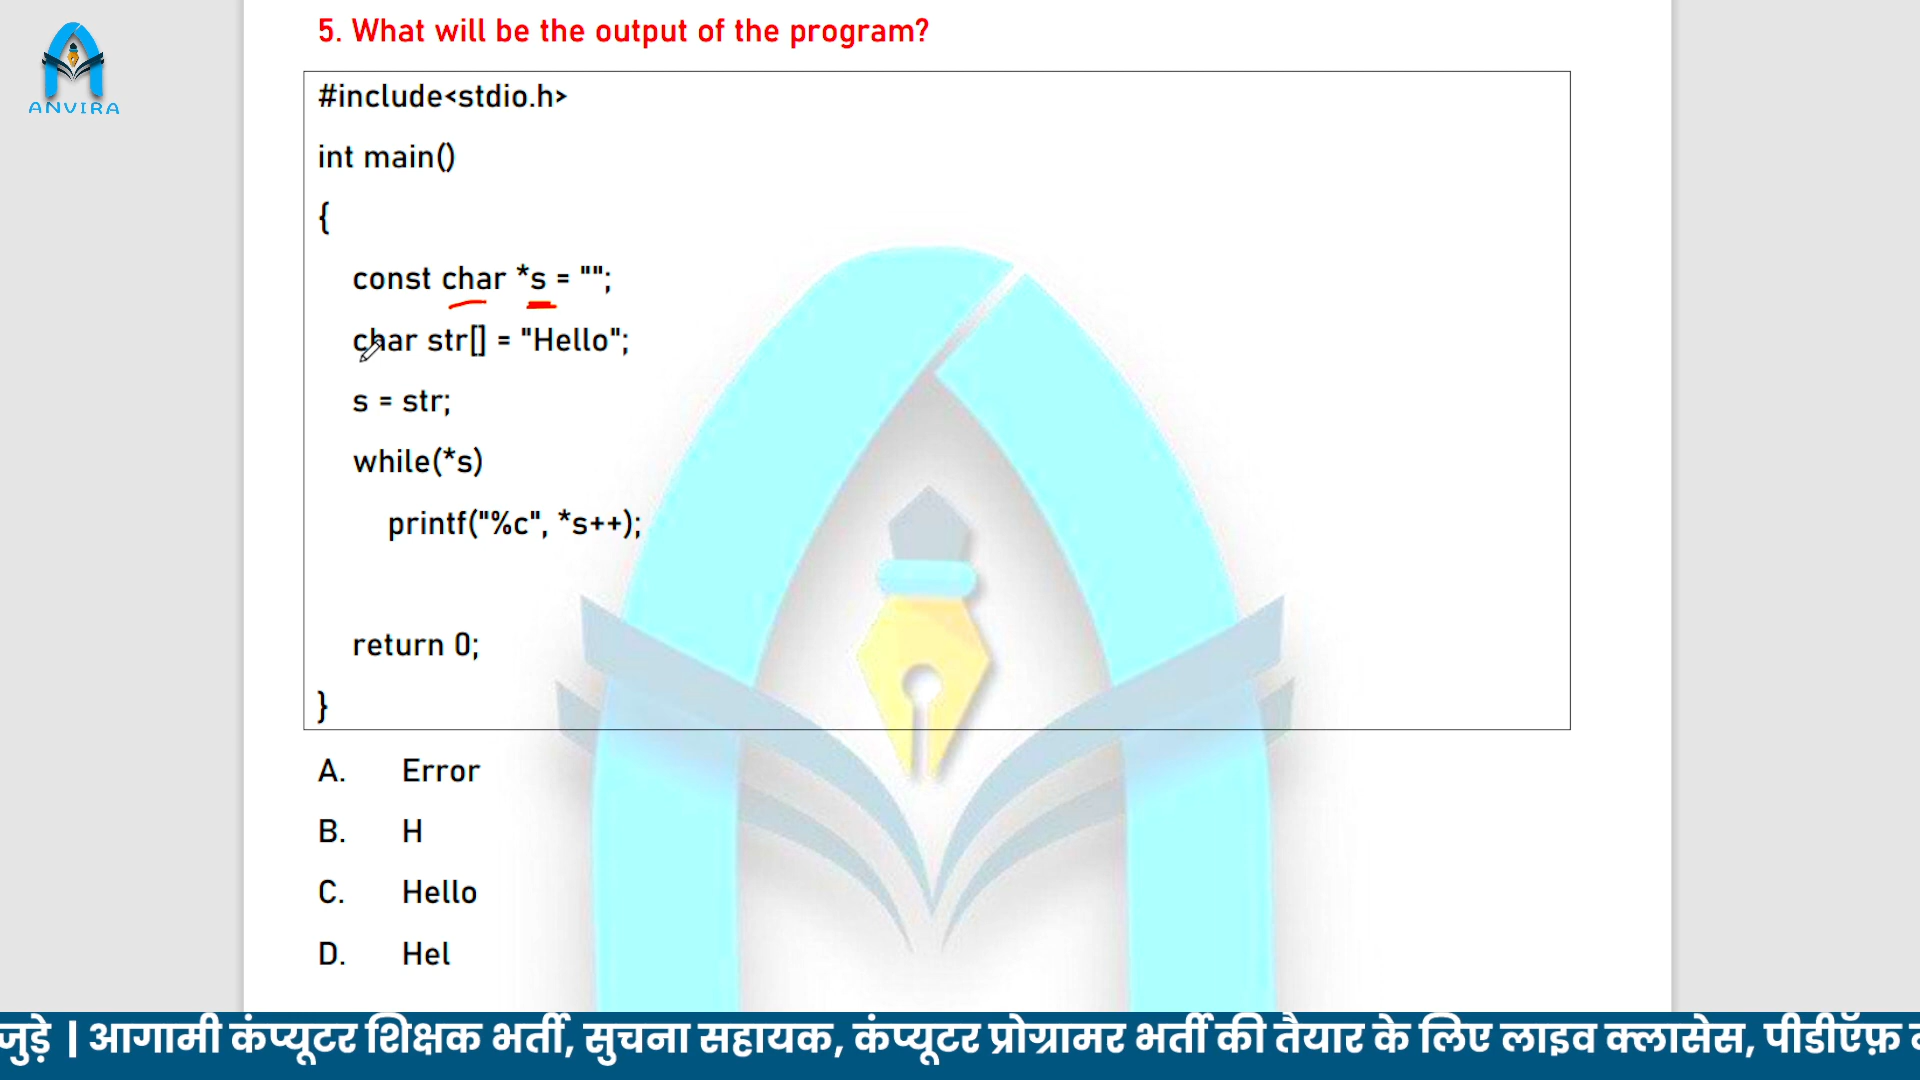 5. What will be the output of the program?
ANVIRA
#include<stdio.h>
int main()
{
const char *s = "";
char str[] = "Hello";
s = str;
while(*s)
printf("%c", *s++);
return 0;
}
A. Error
B. H
C. Hello
D. Hel
जुड़े | आगामी कंप्यूटर शिक्षक भर्ती, सुचना सहायक, कंप्यूटर प्रोग्रामर भर्ती की तैयार के लिए लाइव क्लासेस, पीडीऍफ़